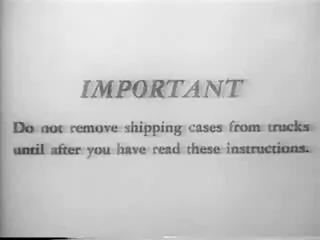 IMPORTANT
Do not remove shipping cases from trucks
until after you have read these instructions.